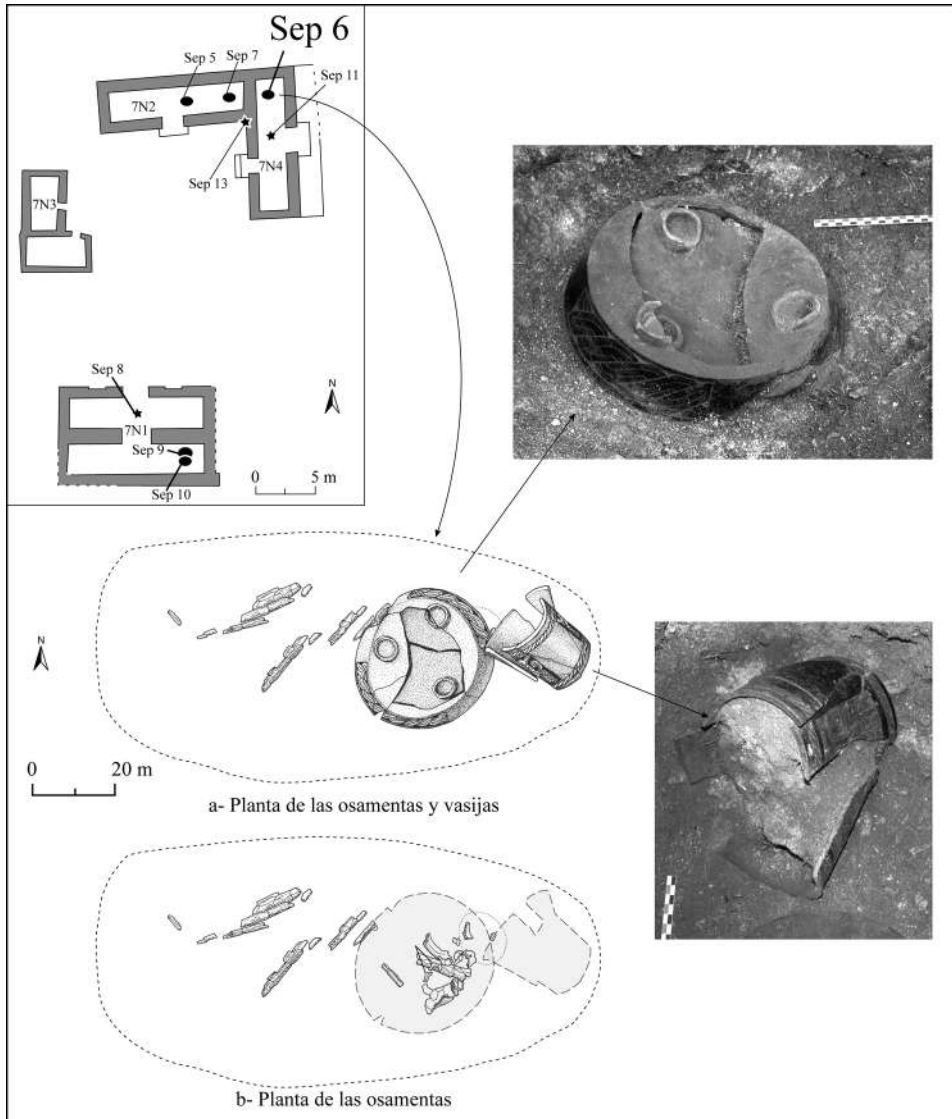 Sep 6
Sep 5
Sep 7
Sep 11
7N2
Sep 13
7N4
7N3
Sep 8
7N1
Sep 9
Sep 10
N
0 5 m
N
0 20 m
a- Planta de las osamentas y vasijas
b- Planta de las osamentas